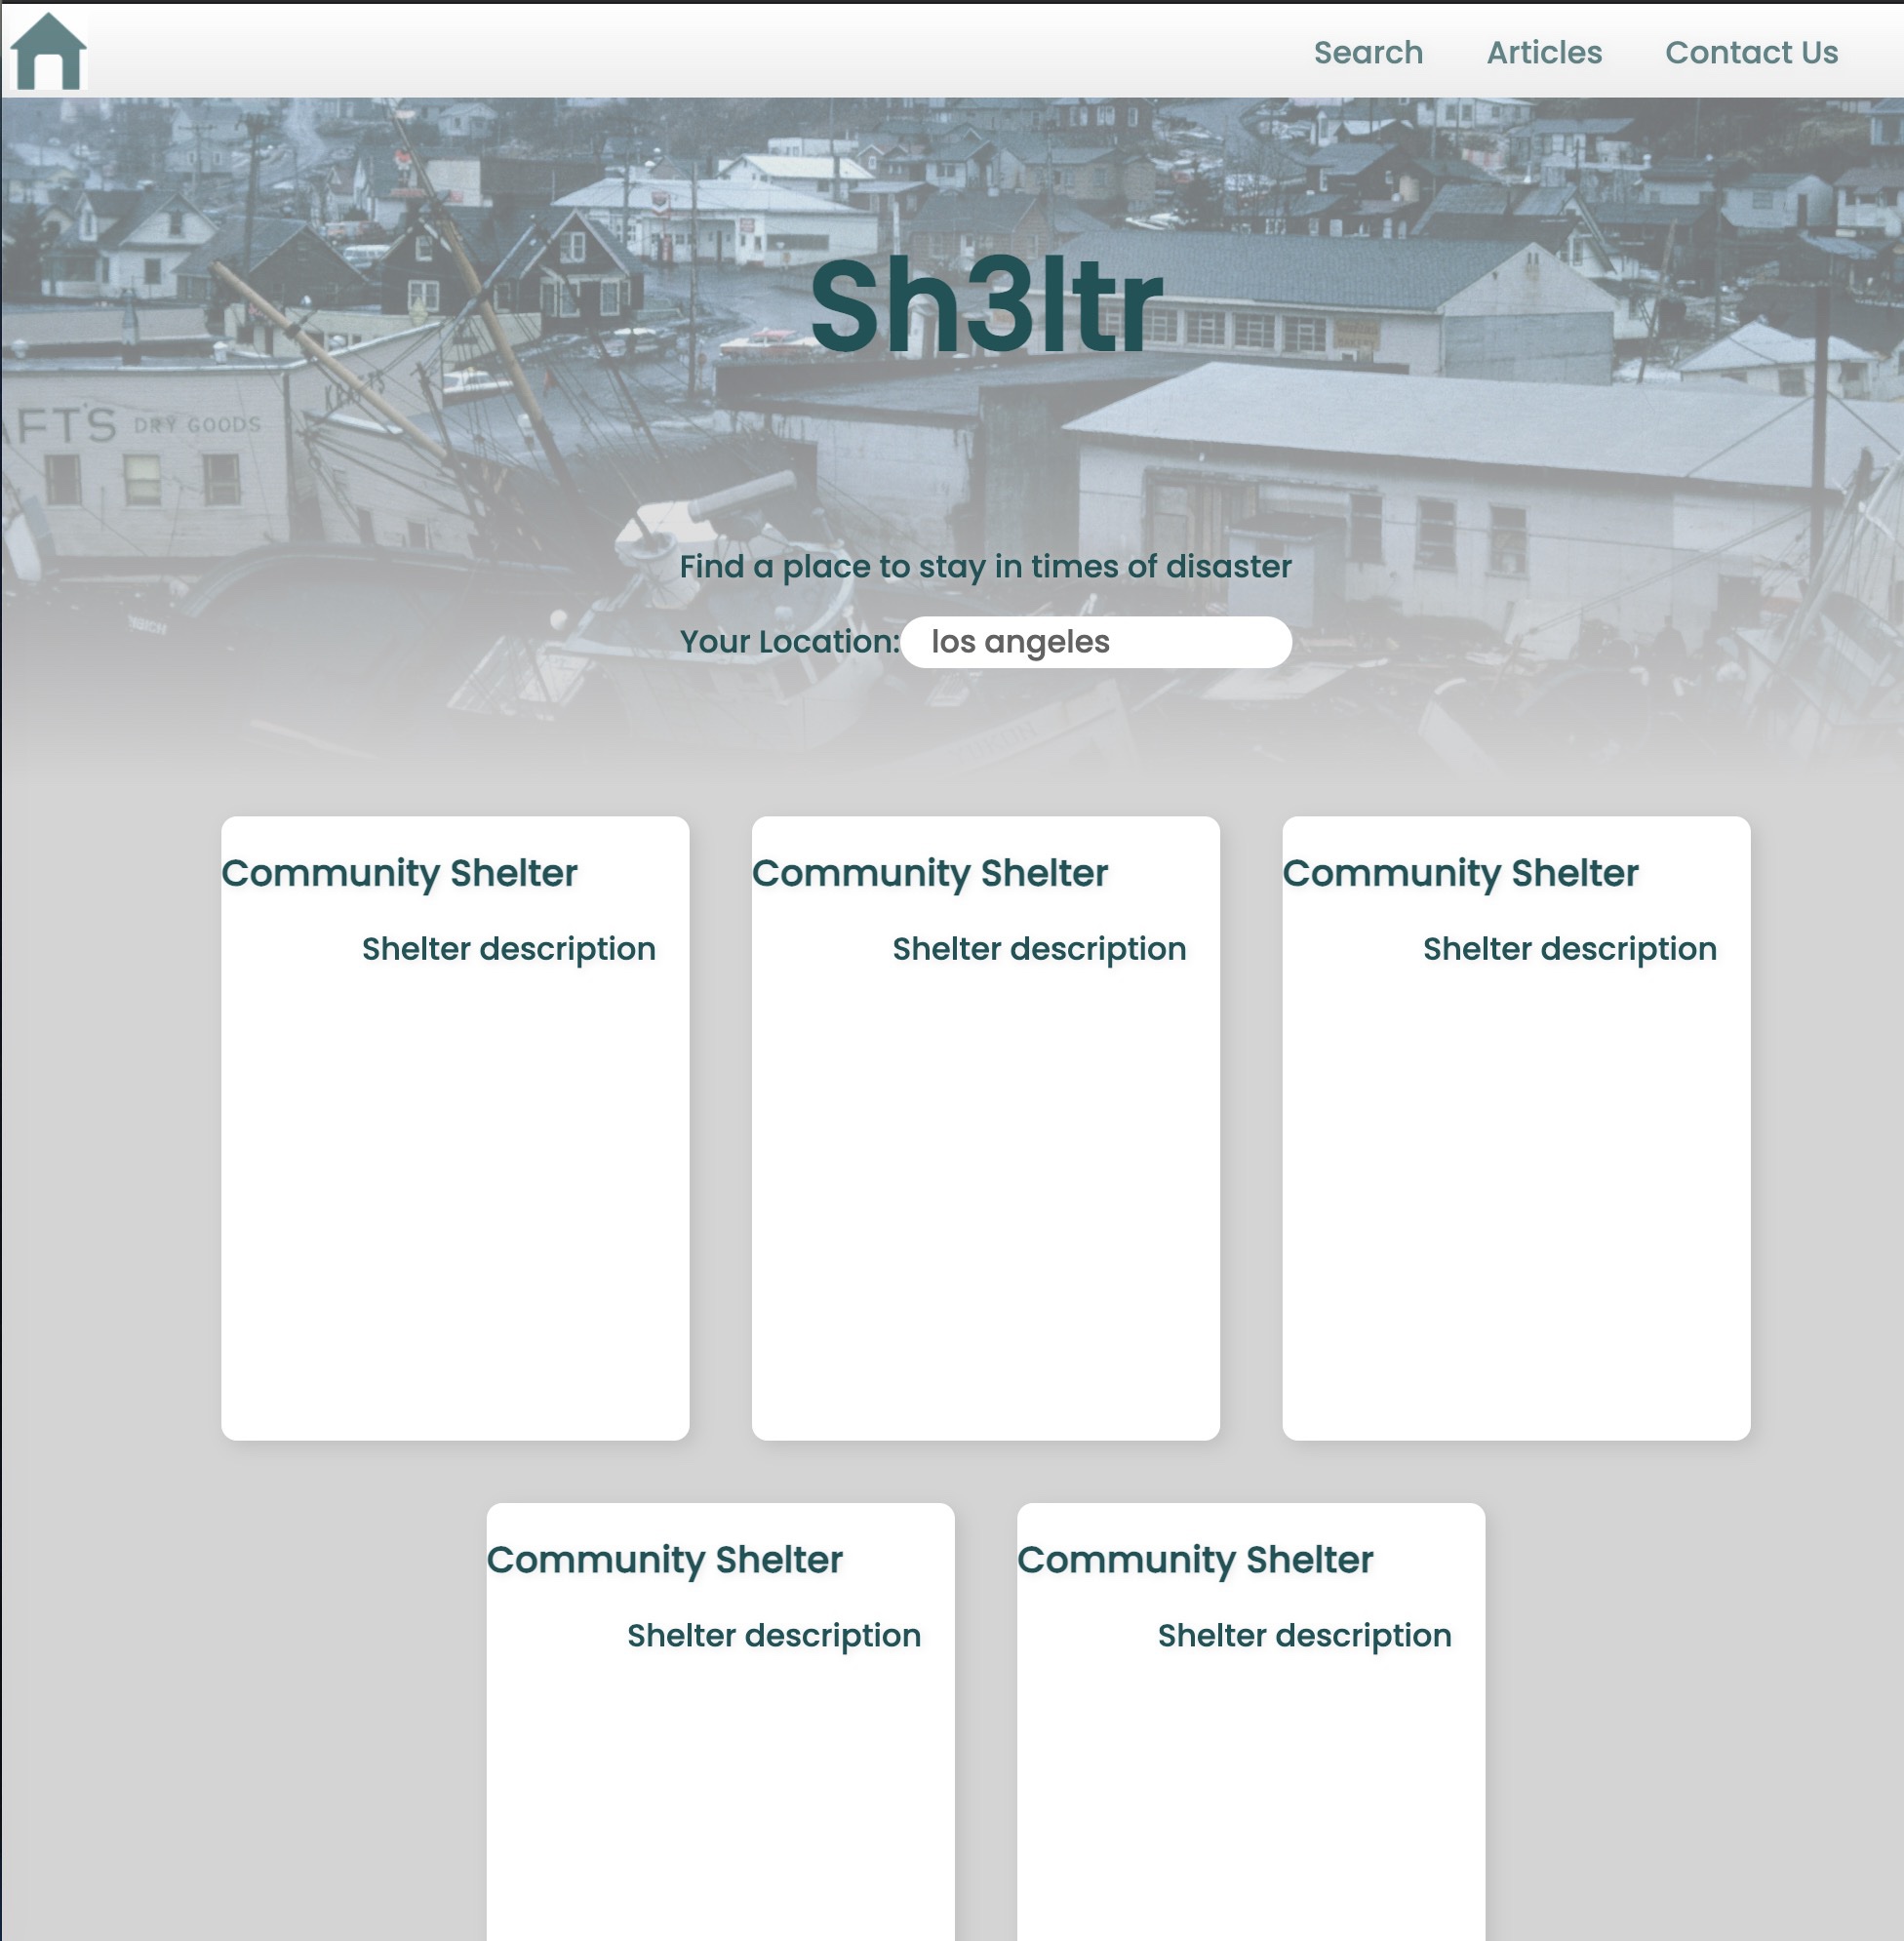 Search Articles Contact Us
Sh3ltr
KRAFTS
AFT'S DRY GOODS
Find a place to stay in times of disaster
Your Location: los angeles
Community Shelter Community Shelter Community Shelter
Shelter description Shelter description Shelter description
Community Shelter Community Shelter
Shelter description Shelter description